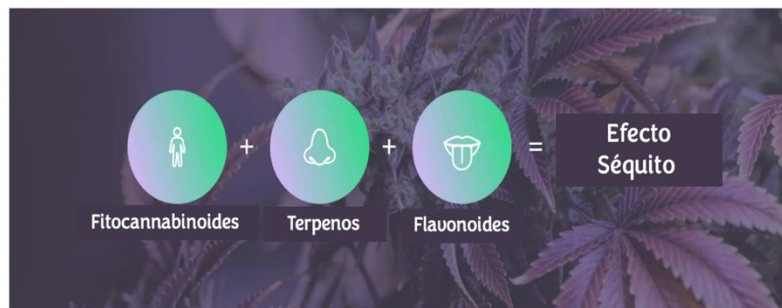 + + =
Efecto
Séquito
Fitocannabinoides Terpenos Flavonoides